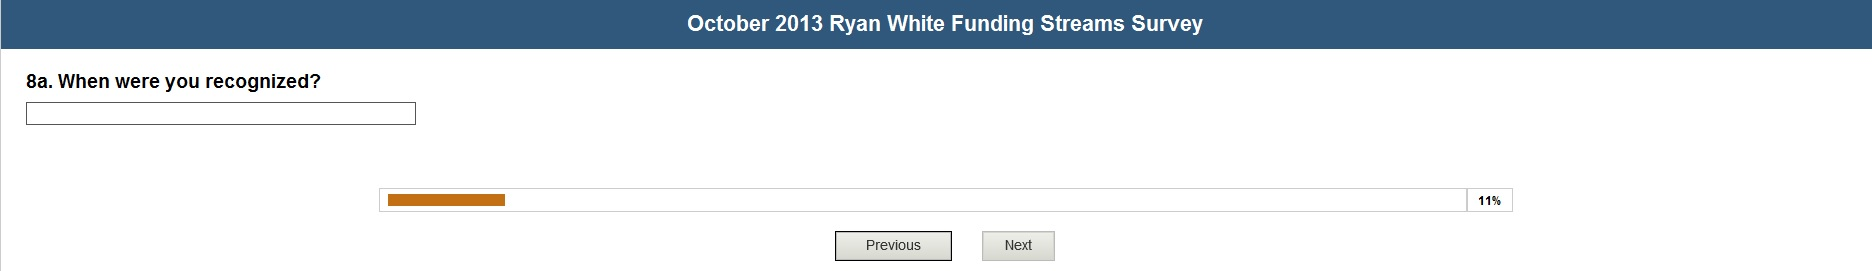 October 2013 Ryan White Funding Streams Survey
8a. When were you recognized?
11%
Previous
Next